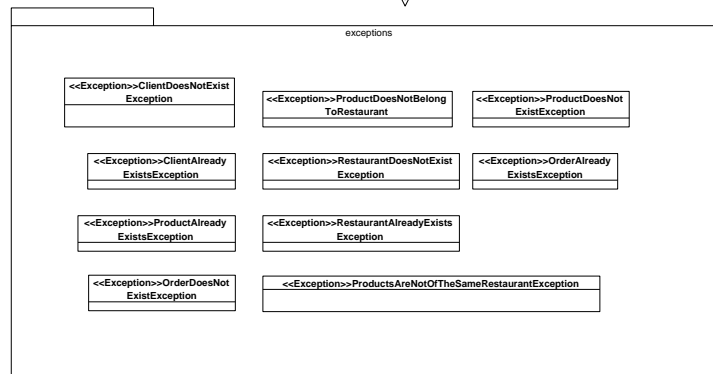 exceptions
<<Exception>>ClientDoesNotExist
Exception
<<Exception>>ProductDoesNotBelong
ToRestaurant
<<Exception>>ProductDoesNot
ExistException
<<Exception>>ClientAlready
ExistsException
<<Exception>>RestaurantDoesNotExist
Exception
<<Exception>>OrderAlready
ExistsException
<<Exception>>ProductAlready
ExistsException
<<Exception>>RestaurantAlreadyExists
Exception
<<Exception>>OrderDoesNot
ExistException
<<Exception>>ProductsAreNotOfTheSameRestaurantException